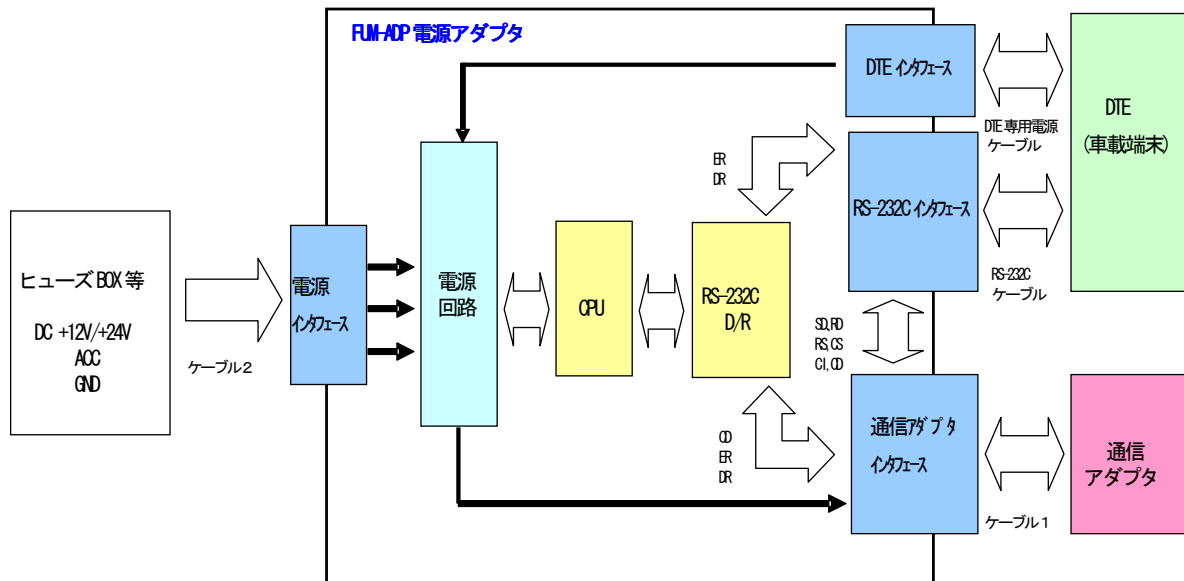 FUM-ADP 電源アダプタ
DTE インタフェース
DTE 専用電源
ケーブル
DTE
(車載端末)
ER
DR
RS-232C インタフェース
RS-232C
ケーブル
ヒューズ BOX 等
DC +12V/+24V
ACC
GND
ケーブル2
電源
インタフェース
電源
回路
CPU
RS-232C
D/R
SD,RD
RS,CS
CI,CD
CD
ER
DR
通信アダプタ
インタフェース
ケーブル1
通信
アダプタ